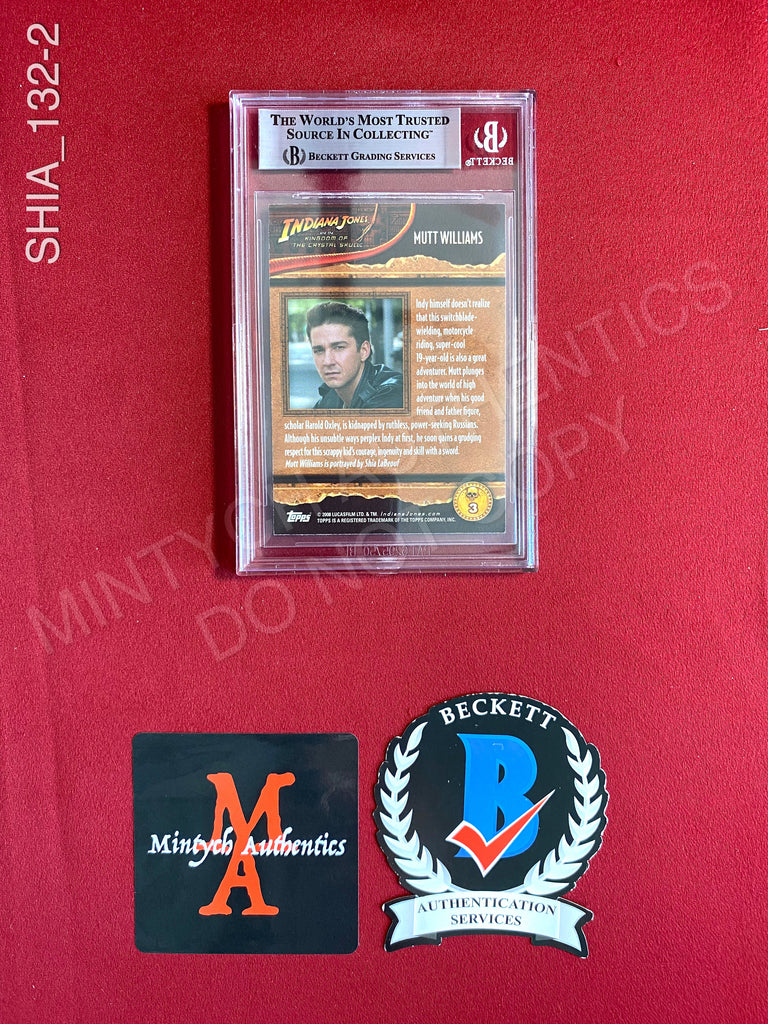 SHIA_132-2
THE WORLD'S MOST TRUSTED
SOURCE IN COLLECTING™
B BECKETT GRADING SERVICES
B
BECKETT®
INDIANA JONES
AND THE
KINGDOM OF
THE CRYSTAL SKULL
MUTT WILLIAMS
Indy himself doesn't realize
that this switchblade-
wielding, motorcycle
riding, super-cool
19-year-old is also a great
adventurer. Mutt plunges
into the world of high
adventure when his good
friend and father figure,
scholar Harold Oxley, is kidnapped by ruthless, power-seeking Russians.
Although his unsubtle ways perplex Indy at first, he soon gains a grudging
respect for this scrappy kid's courage, ingenuity and skill with a sword.
Mutt Williams is portrayed by Shia LaBeouf
Topps
© 2008 LUCASFILM LTD. & TM. IndianaJones.com
TOPPS IS A REGISTERED TRADEMARK OF THE TOPPS COMPANY, INC.
3
MINTYCH AUTHENTICS
DO NOT COPY
MA
Mintych Authentics
BECKETT
B
AUTHENTICATION
SERVICES